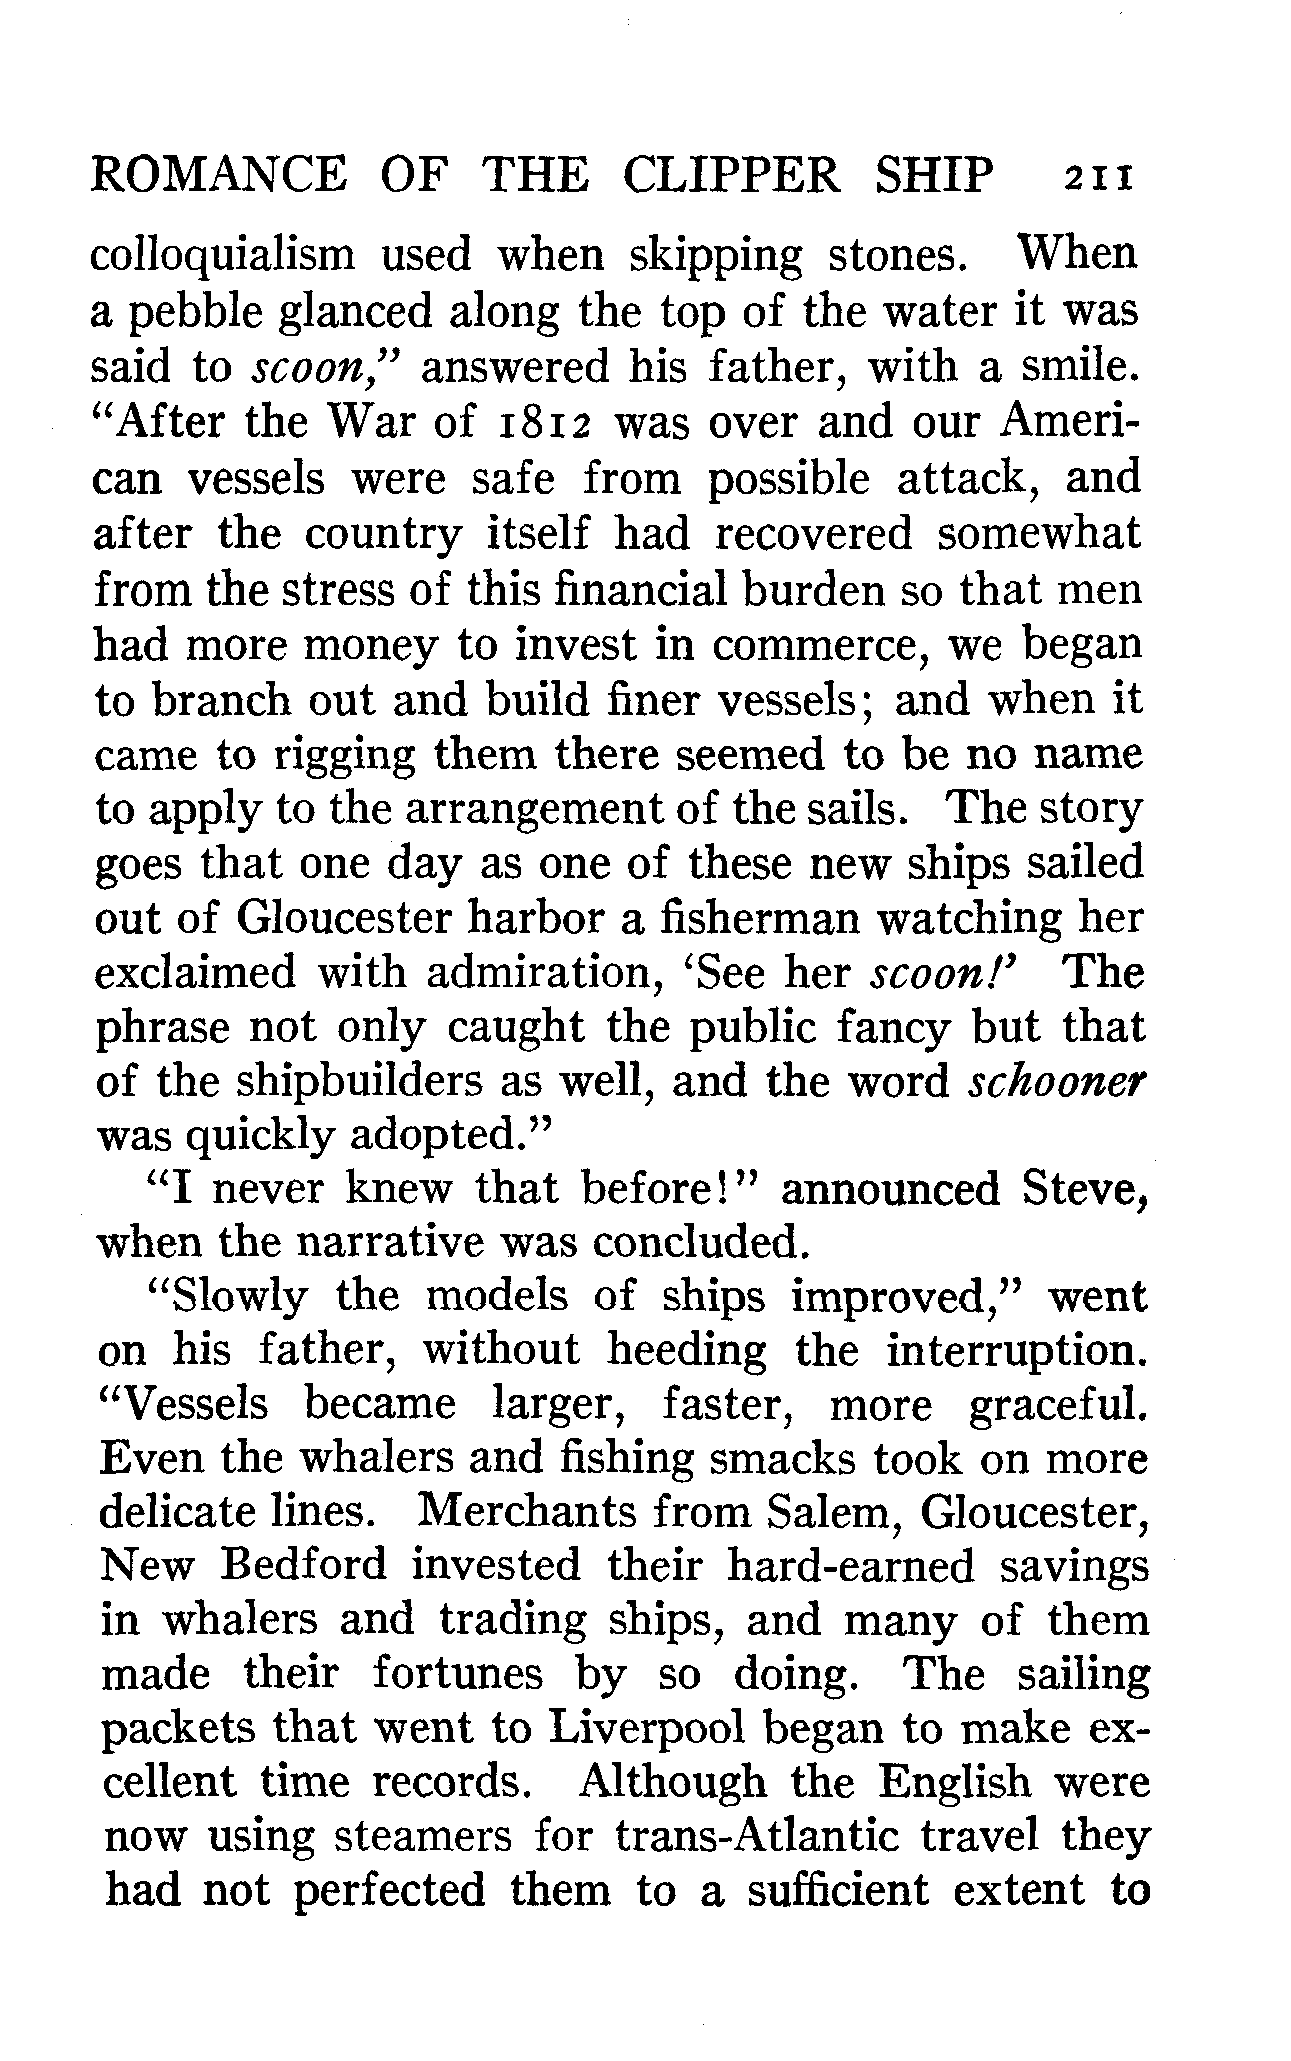 ROMANCE OF THE CLIPPER SHIP 211
colloquialism used when skipping stones. When
a pebble glanced along the top of the water it was
said to scoon,” answered his father, with a smile.
“After the War of 1812 was over and our Ameri-
can vessels were safe from possible attack, and
after the country itself had recovered somewhat
from the stress of this financial burden so that men
had more money to invest in commerce, we began
to branch out and build finer vessels; and when it
came to rigging them there seemed to be no name
to apply to the arrangement of the sails. The story
goes that one day as one of these new ships sailed
out of Gloucester harbor a fisherman watching her
exclaimed with admiration, ‘See her scoon!’ The
phrase not only caught the public fancy but that
of the shipbuilders as well, and the word schooner
was quickly adopted.”
“I never knew that before!” announced Steve,
when the narrative was concluded.
“Slowly the models of ships improved,” went
on his father, without heeding the interruption.
“Vessels became larger, faster, more graceful.
Even the whalers and fishing smacks took on more
delicate lines. Merchants from Salem, Gloucester,
New Bedford invested their hard-earned savings
in whalers and trading ships, and many of them
made their fortunes by so doing. The sailing
packets that went to Liverpool began to make ex-
cellent time records. Although the English were
now using steamers for trans-Atlantic travel they
had not perfected them to a sufficient extent to